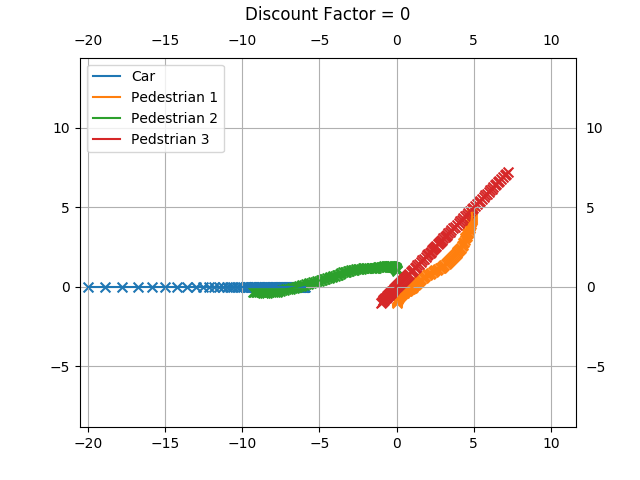 Discount Factor = 0
−20 −15 −10 −5 0 5 10
Car
Pedestrian 1
Pedestrian 2
Pedstrian 3
10 10
5 5
0 0
−5 −5
−20 −15 −10 −5 0 5 10